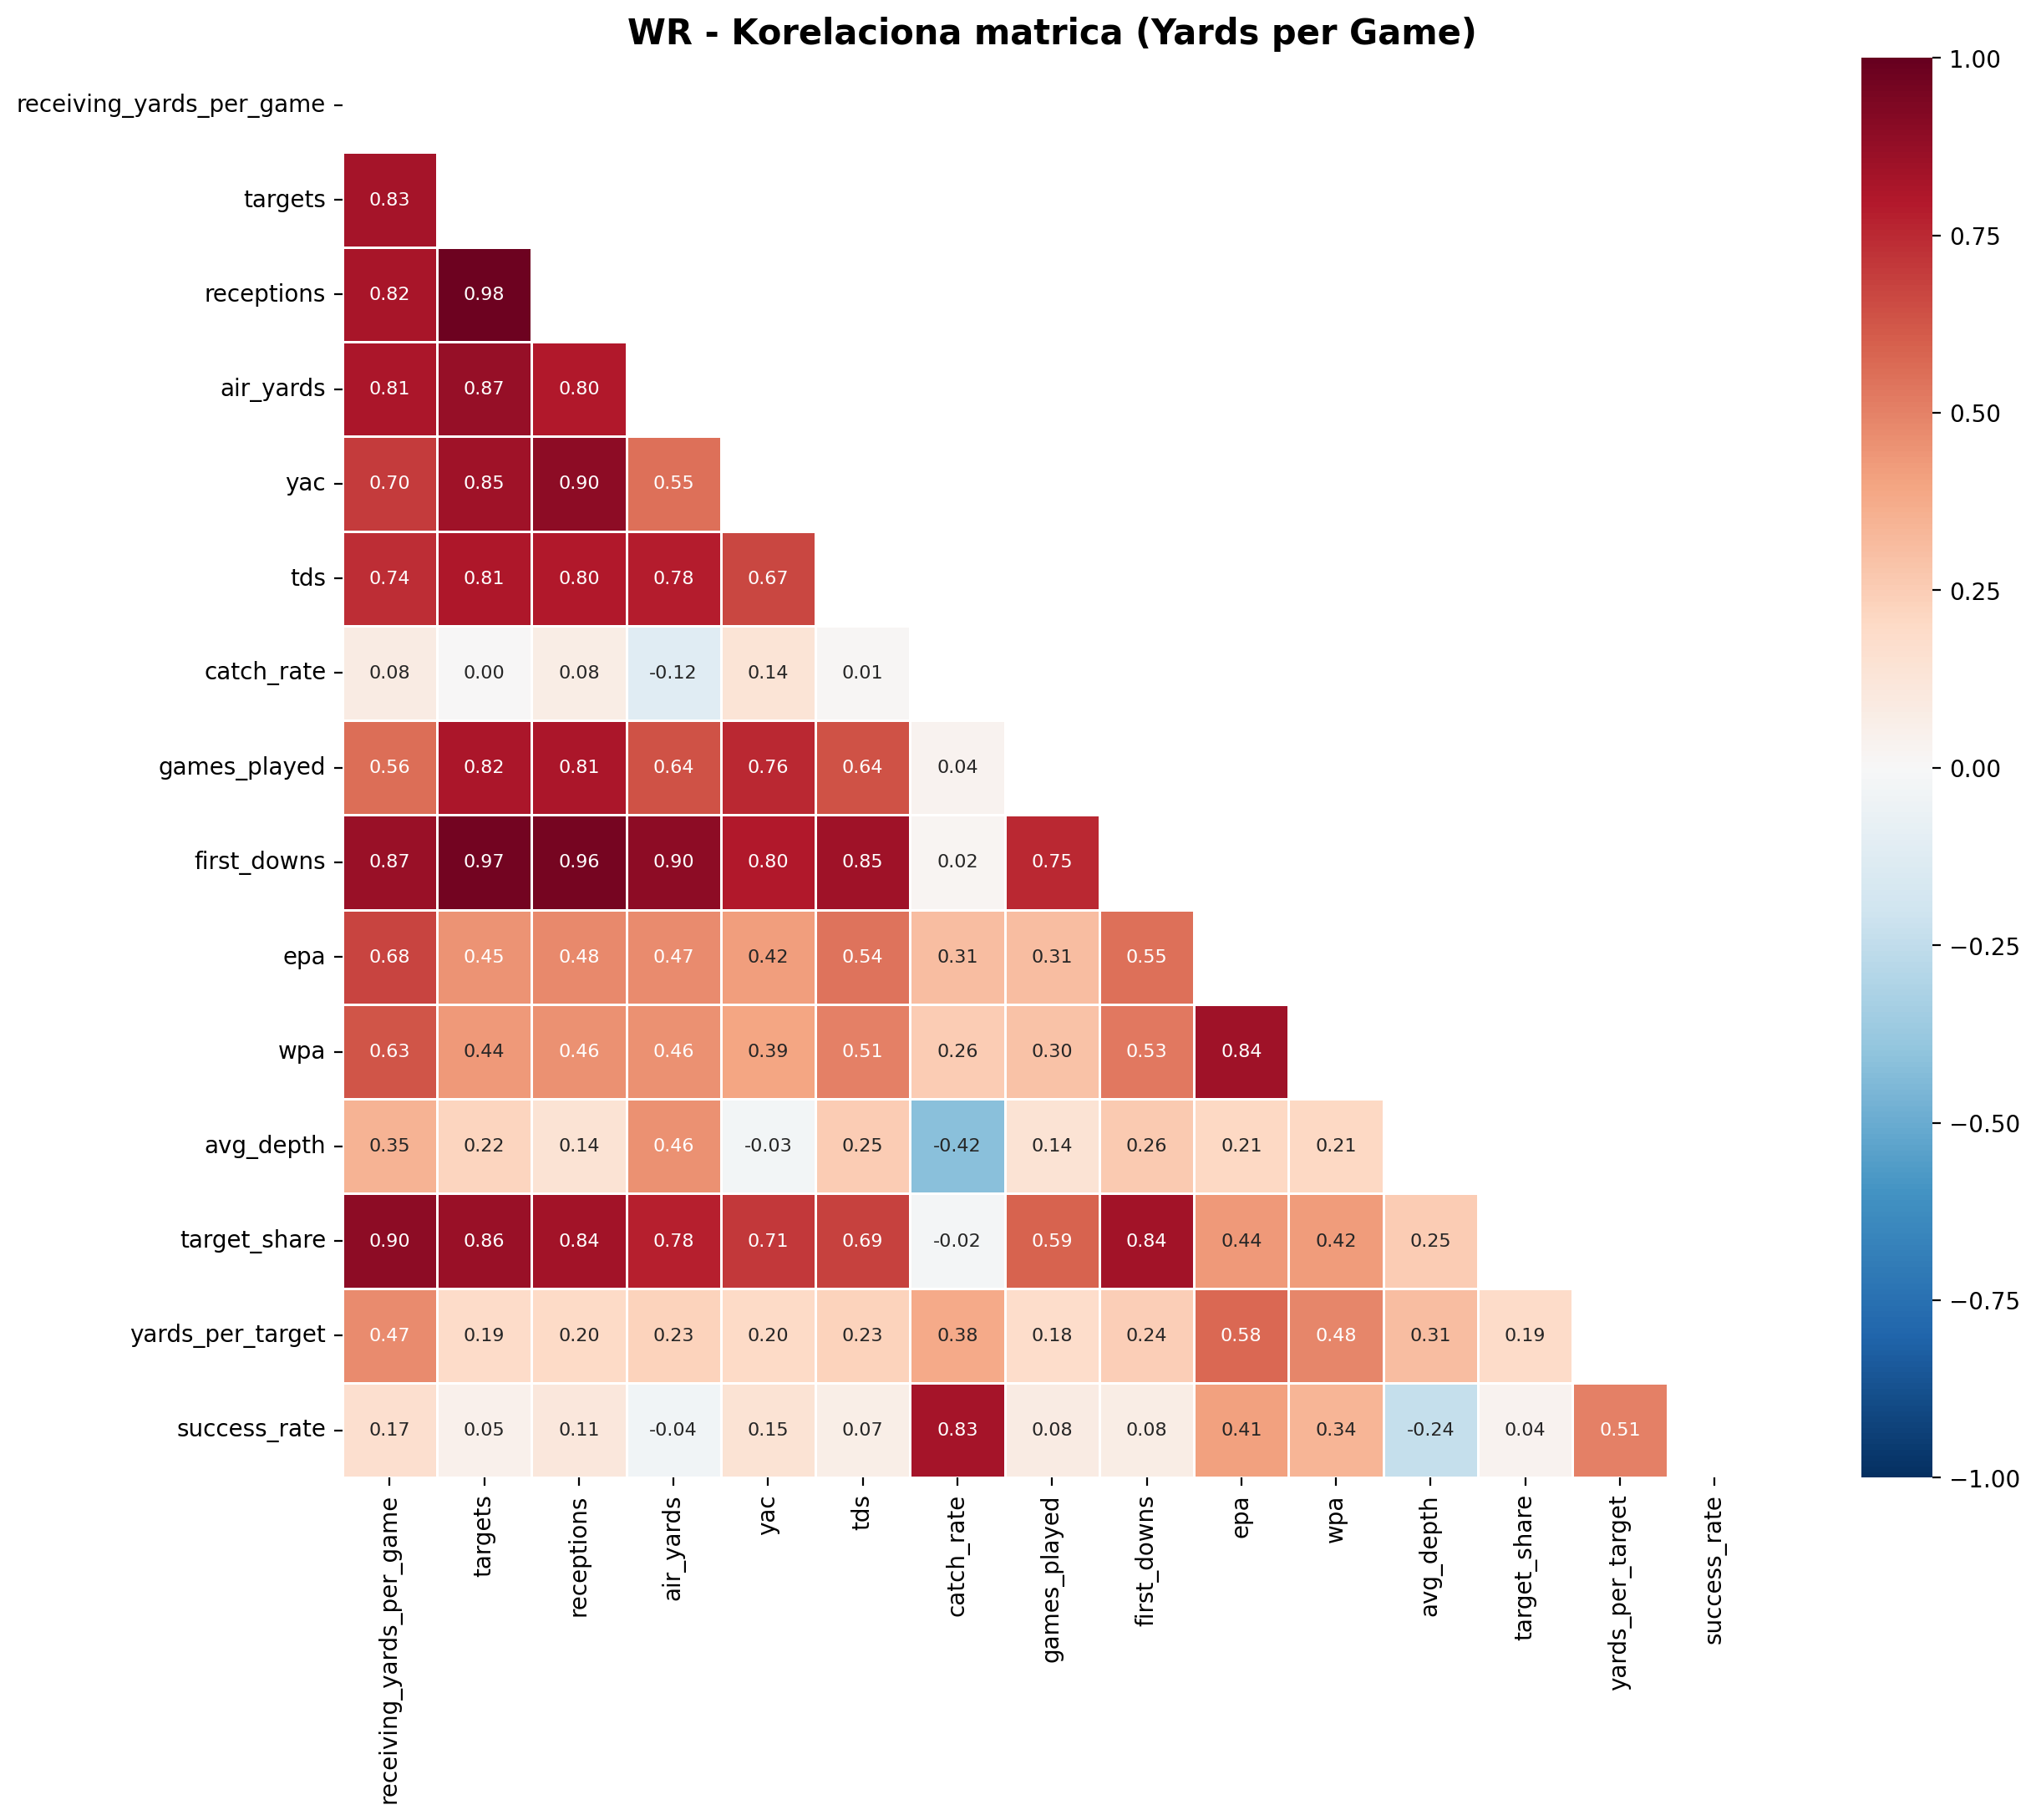 WR - Korelaciona matrica (Yards per Game)
receiving_yards_per_game
targets 0.83
receptions 0.82 0.98
air_yards 0.81 0.87 0.80
yac 0.70 0.85 0.90 0.55
tds 0.74 0.81 0.80 0.78 0.67
catch_rate 0.08 0.00 0.08 -0.12 0.14 0.01
games_played 0.56 0.82 0.81 0.64 0.76 0.64 0.04
first_downs 0.87 0.97 0.96 0.90 0.80 0.85 0.02 0.75
epa 0.68 0.45 0.48 0.47 0.42 0.54 0.31 0.31 0.55
wpa 0.63 0.44 0.46 0.46 0.39 0.51 0.26 0.30 0.53 0.84
avg_depth 0.35 0.22 0.14 0.46 -0.03 0.25 -0.42 0.14 0.26 0.21 0.21
target_share 0.90 0.86 0.84 0.78 0.71 0.69 -0.02 0.59 0.84 0.44 0.42 0.25
yards_per_target 0.47 0.19 0.20 0.23 0.20 0.23 0.38 0.18 0.24 0.58 0.48 0.31 0.19
success_rate 0.17 0.05 0.11 -0.04 0.15 0.07 0.83 0.08 0.08 0.41 0.34 -0.24 0.04 0.51
receiving_yards_per_game
targets
receptions
air_yards
yac
tds
catch_rate
games_played
first_downs
epa
wpa
avg_depth
target_share
yards_per_target
success_rate
1.00
0.75
0.50
0.25
0.00
−0.25
−0.50
−0.75
−1.00